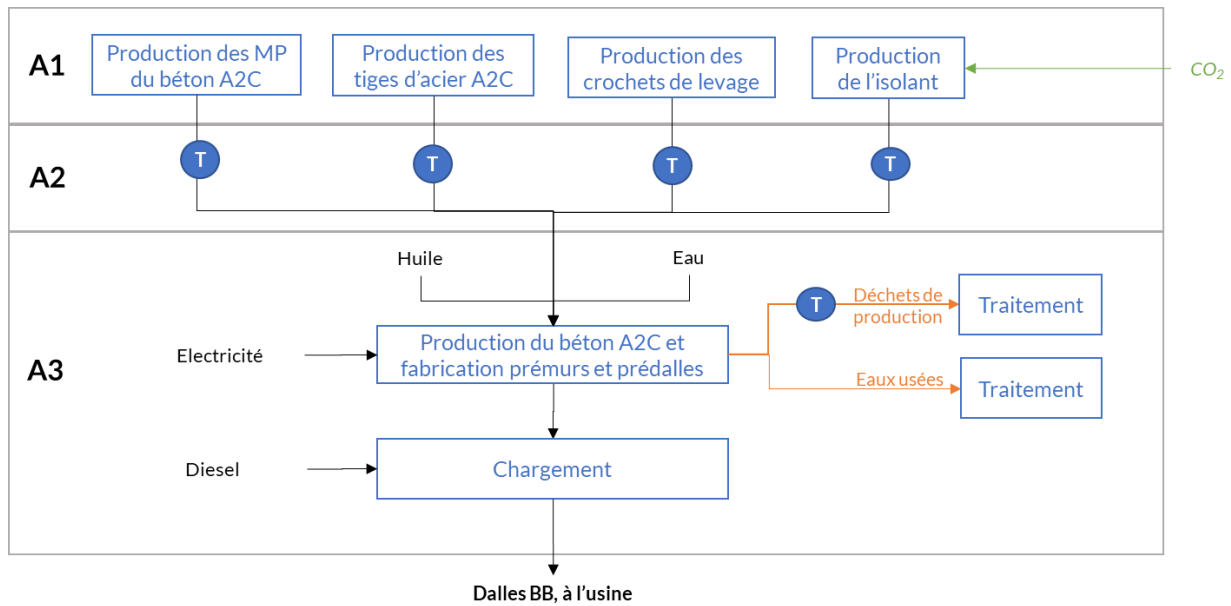 A1
Production des MP
du béton A2C
Production des
tiges d’acier A2C
Production des
crochets de levage
Production
de l’isolant
CO₂
A2
T
T
T
T
A3
Huile
Eau
Electricité
Production du béton A2C et
fabrication prémurs et prédalles
T
Déchets de
production
Traitement
Eaux usées
Traitement
Diesel
Chargement
Dalles BB, à l’usine